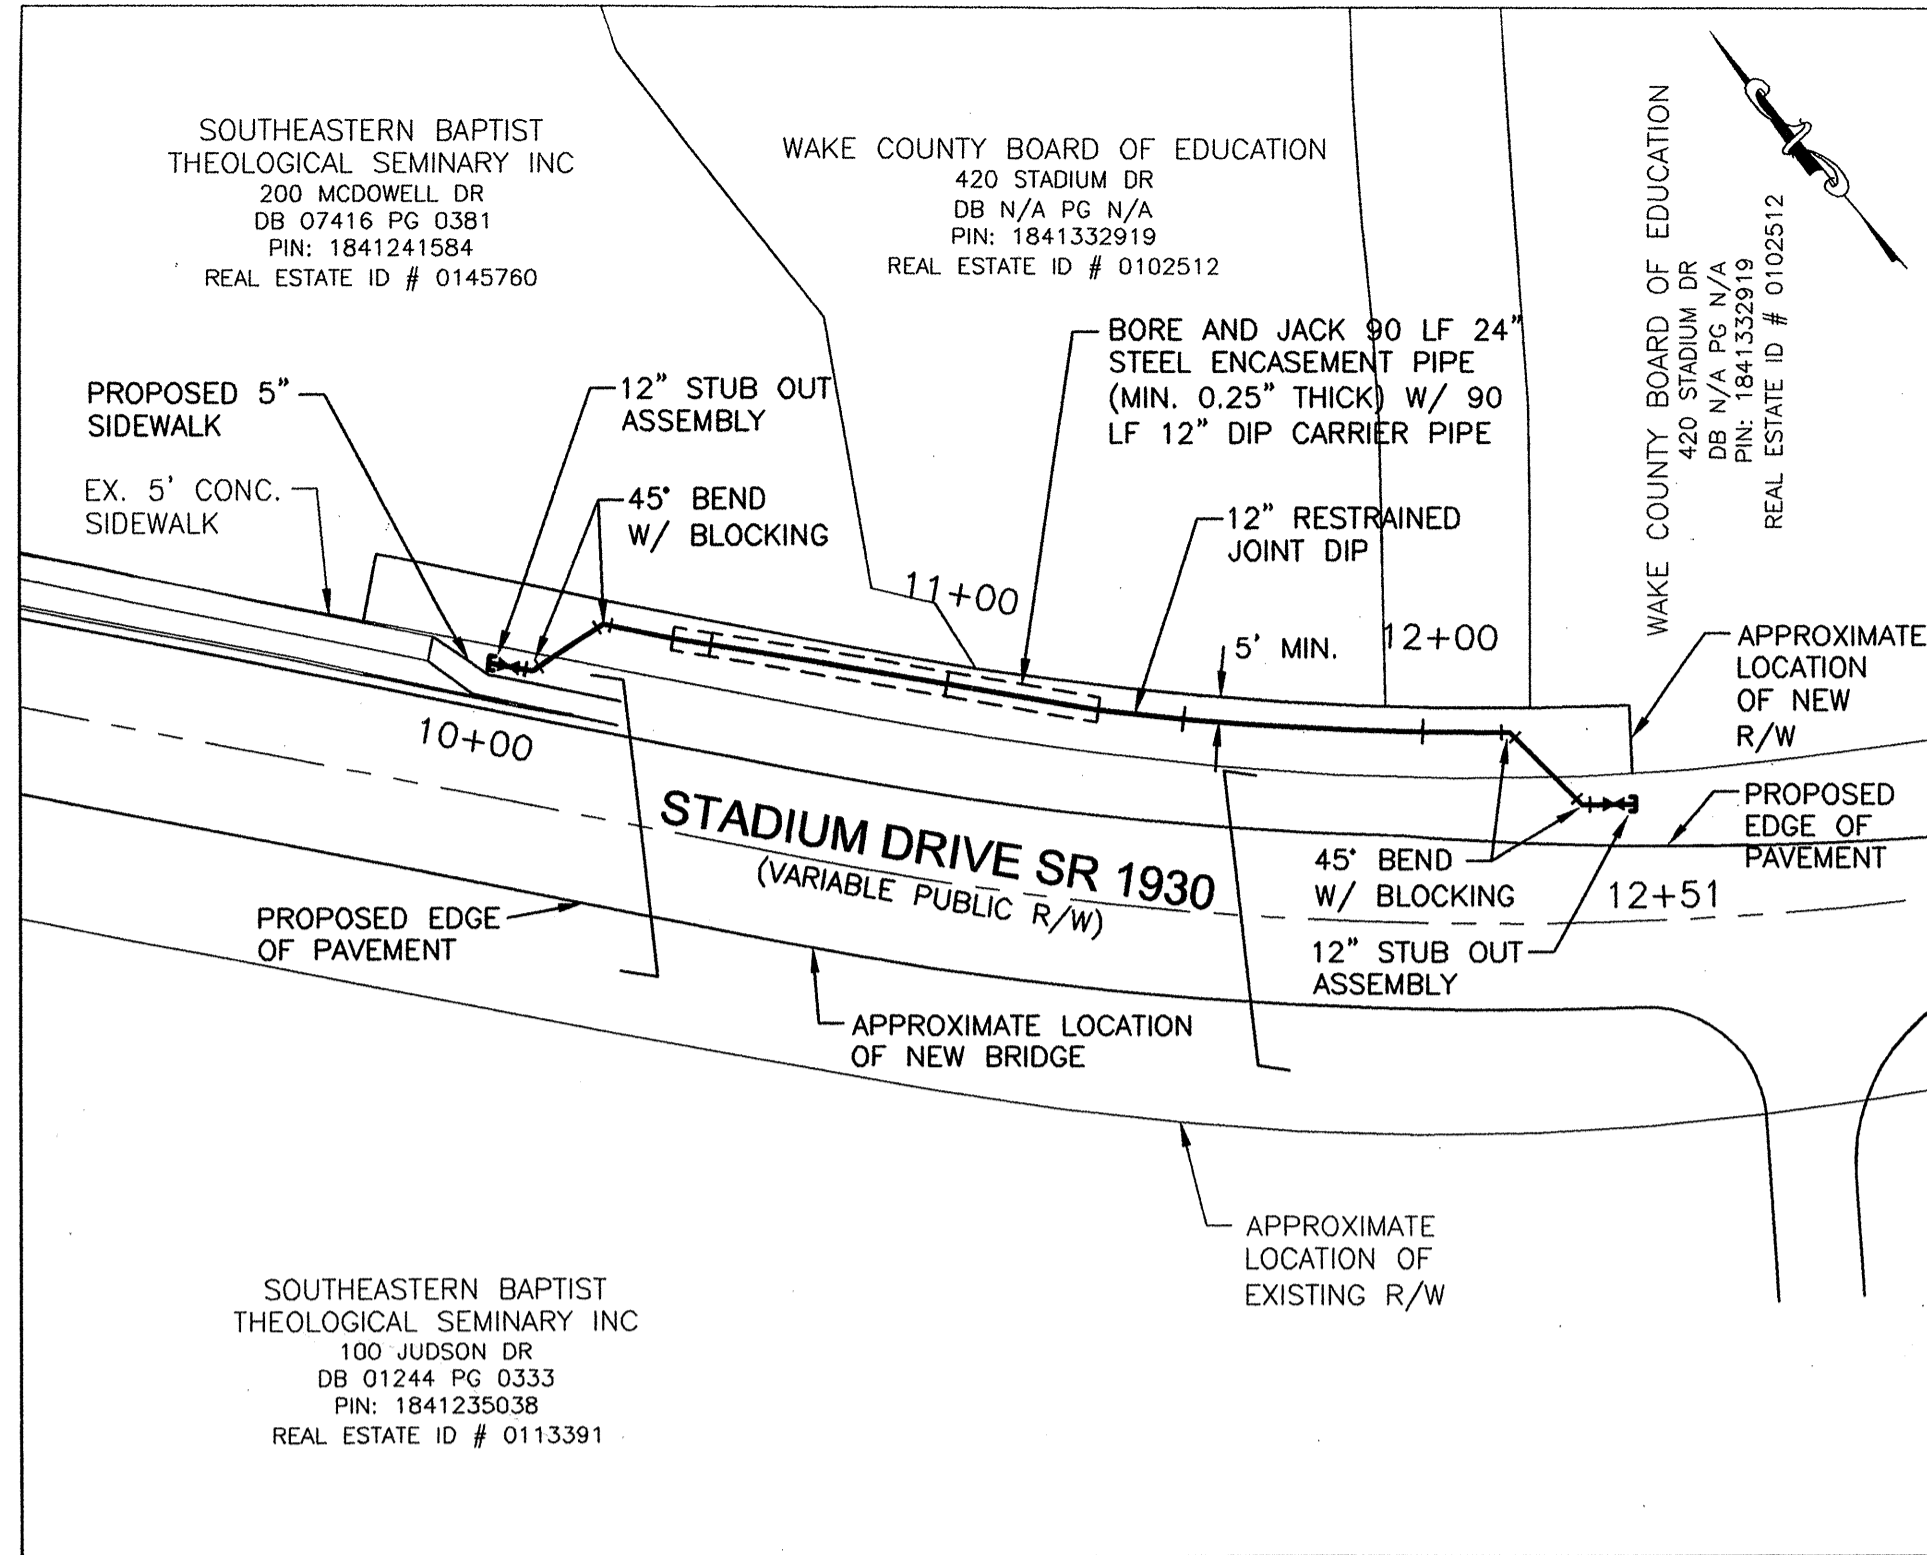 SOUTHEASTERN BAPTIST
THEOLOGICAL SEMINARY INC
200 MCDOWELL DR
DB 07416 PG 0381
PIN: 1841241584
REAL ESTATE ID # 0145760
WAKE COUNTY BOARD OF EDUCATION
420 STADIUM DR
DB N/A PG N/A
PIN: 1841332919
REAL ESTATE ID # 0102512
WAKE COUNTY BOARD OF EDUCATION
420 STADIUM DR
DB N/A PG N/A
PIN: 1841332919
REAL ESTATE ID # 0102512
BORE AND JACK 90 LF 24"
STEEL ENCASEMENT PIPE
(MIN. 0.25" THICK) W/ 90
LF 12" DIP CARRIER PIPE
PROPOSED 5"
SIDEWALK
12" STUB OUT
ASSEMBLY
EX. 5' CONC.
SIDEWALK
45° BEND
W/ BLOCKING
12" RESTRAINED
JOINT DIP
11+00
5' MIN.
12+00
APPROXIMATE
LOCATION
OF NEW
R/W
10+00
STADIUM DRIVE SR 1930
(VARIABLE PUBLIC R/W)
PROPOSED
EDGE OF
PAVEMENT
45° BEND
W/ BLOCKING
12+51
PROPOSED EDGE
OF PAVEMENT
12" STUB OUT
ASSEMBLY
APPROXIMATE LOCATION
OF NEW BRIDGE
APPROXIMATE
LOCATION OF
EXISTING R/W
SOUTHEASTERN BAPTIST
THEOLOGICAL SEMINARY INC
100 JUDSON DR
DB 01244 PG 0333
PIN: 1841235038
REAL ESTATE ID # 0113391